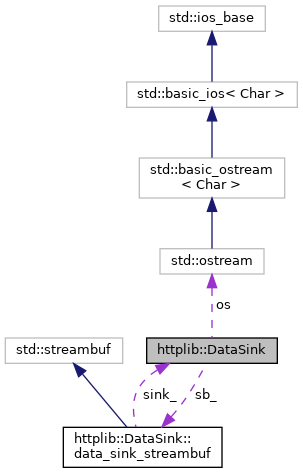 std::ios_base
std::basic_ios< Char >
std::basic_ostream
< Char >
std::ostream
os
std::streambuf
httplib::DataSink
sink_
sb_
httplib::DataSink::
data_sink_streambuf